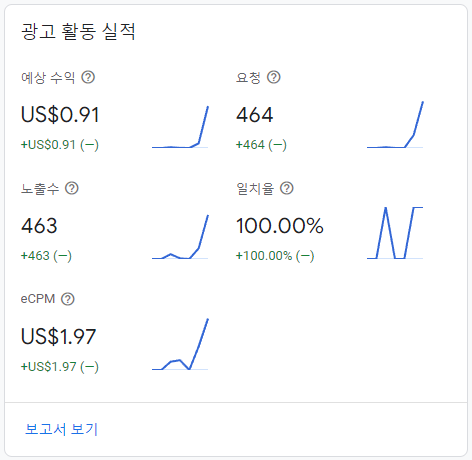 광고 활동 실적
예상 수익 ?
요청 ?
US$0.91
464
+US$0.91 (—)
+464 (—)
노출수 ?
일치율 ?
463
100.00%
+463 (—)
+100.00% (—)
eCPM ?
US$1.97
+US$1.97 (—)
보고서 보기